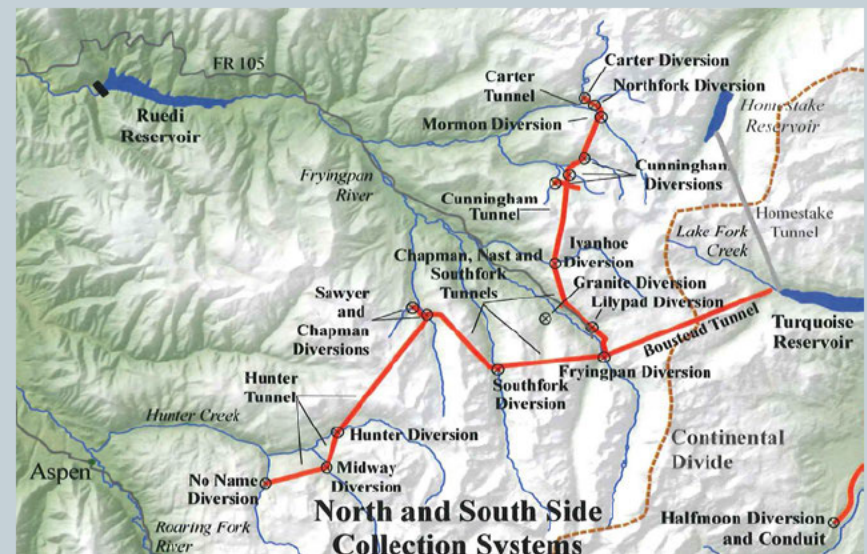 FR 105
Carter Diversion
Carter
Tunnel
Northfork Diversion
Ruedi
Reservoir
Mormon Diversion
Homestake
Reservoir
Fryingpan
River
Cunninghan
Diversions
Cunningham
Tunnel
Homestake
Tunnel
Lake Fork
Creek
Chapman, Nast and
Southfork
Tunnels
Ivanhoe
Diversion
Granite Diversion
Lilypad Diversion
Sawyer
and
Chapman
Diversions
Boustead Tunnel
Turquoise
Reservoir
Hunter
Tunnel
Southfork
Diversion
Fryingpan Diversion
Hunter Creek
Hunter Diversion
Continental
Divide
Aspen
No Name
Diversion
Midway
Diversion
Roaring Fork
River
North and South Side
Collection Systems
Halfmoon Diversion
and Conduit